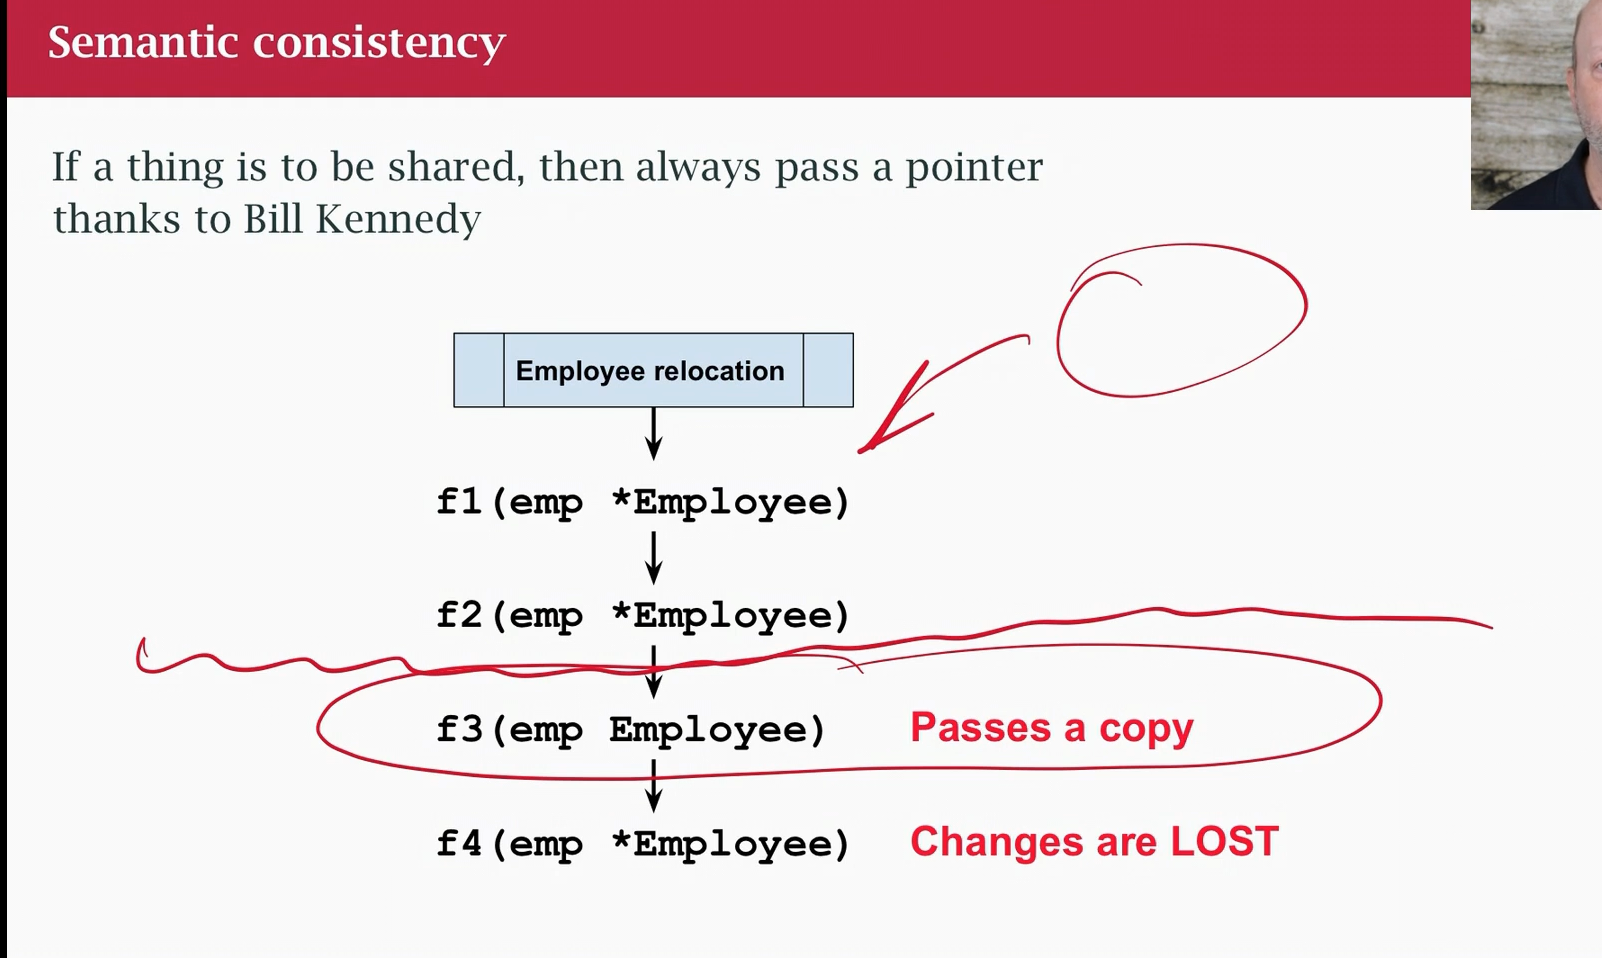 Semantic consistency
If a thing is to be shared, then always pass a pointer
thanks to Bill Kennedy
Employee relocation
f1(emp *Employee)
f2(emp *Employee)
f3(emp Employee) Passes a copy
f4(emp *Employee) Changes are LOST